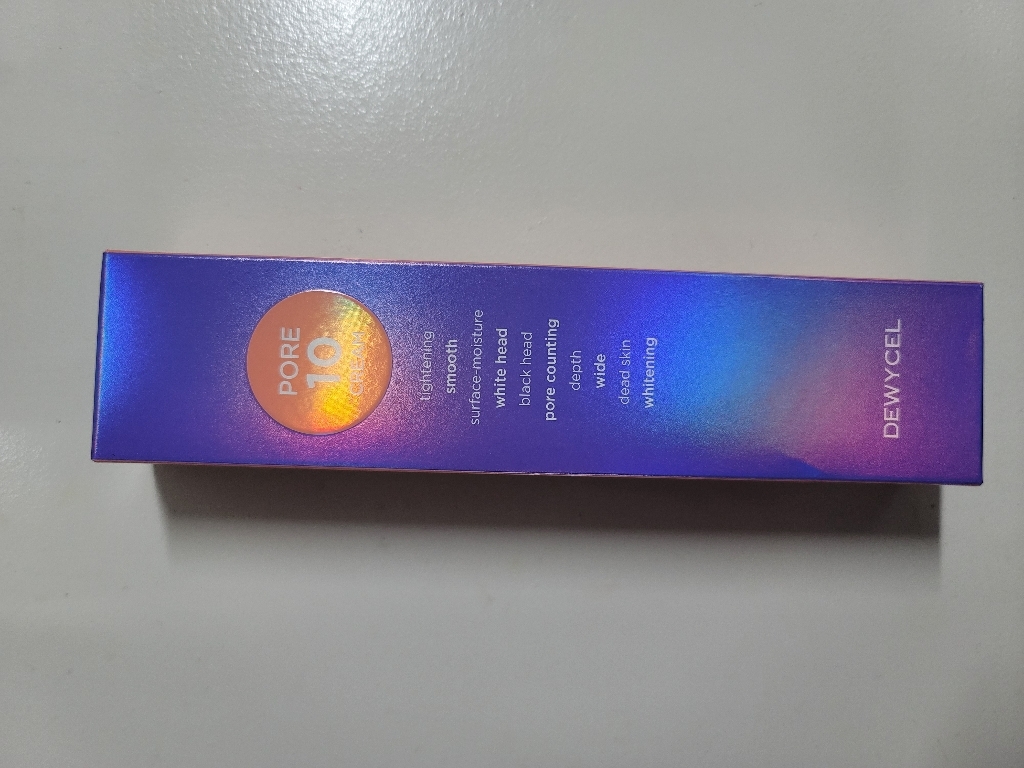 PORE
10
CREAM
tightening
smooth
surface-moisture
white head
black head
pore counting
depth
wide
dead skin
whitening
DEWYCEL